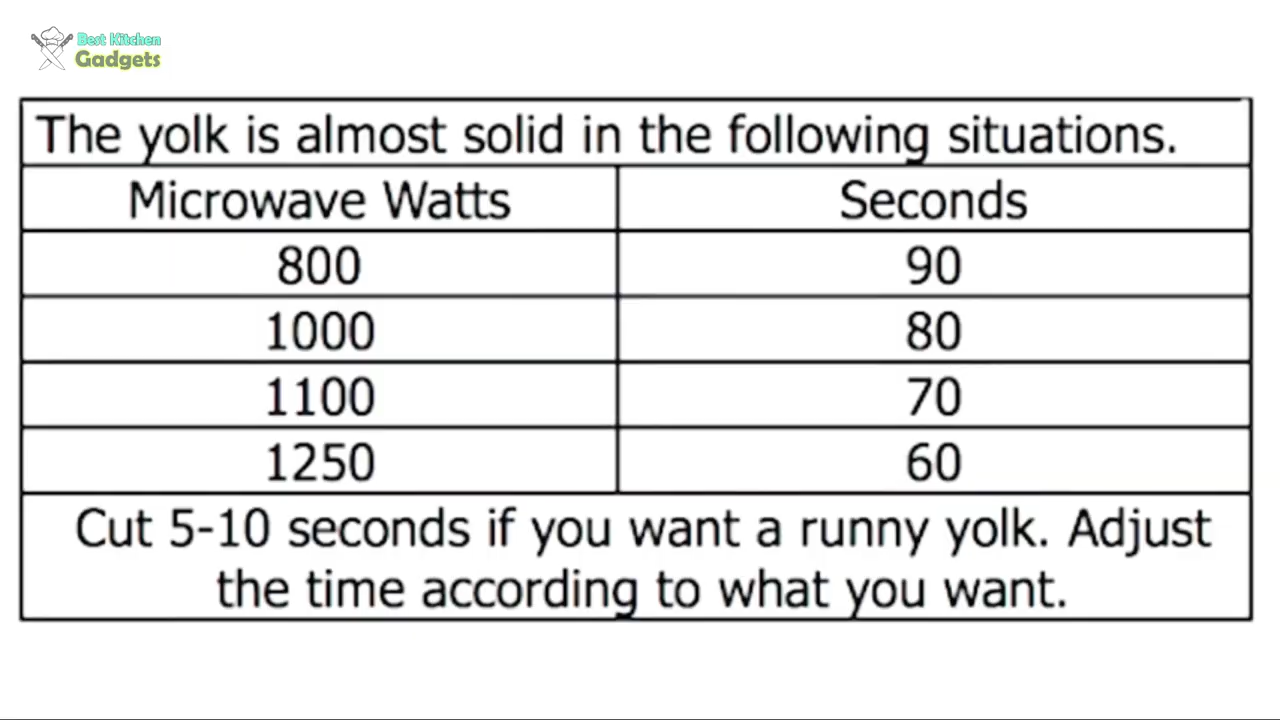 Best Kitchen
Gadgets
The yolk is almost solid in the following situations.
Microwave Watts Seconds
800 90
1000 80
1100 70
1250 60
Cut 5-10 seconds if you want a runny yolk. Adjust
the time according to what you want.